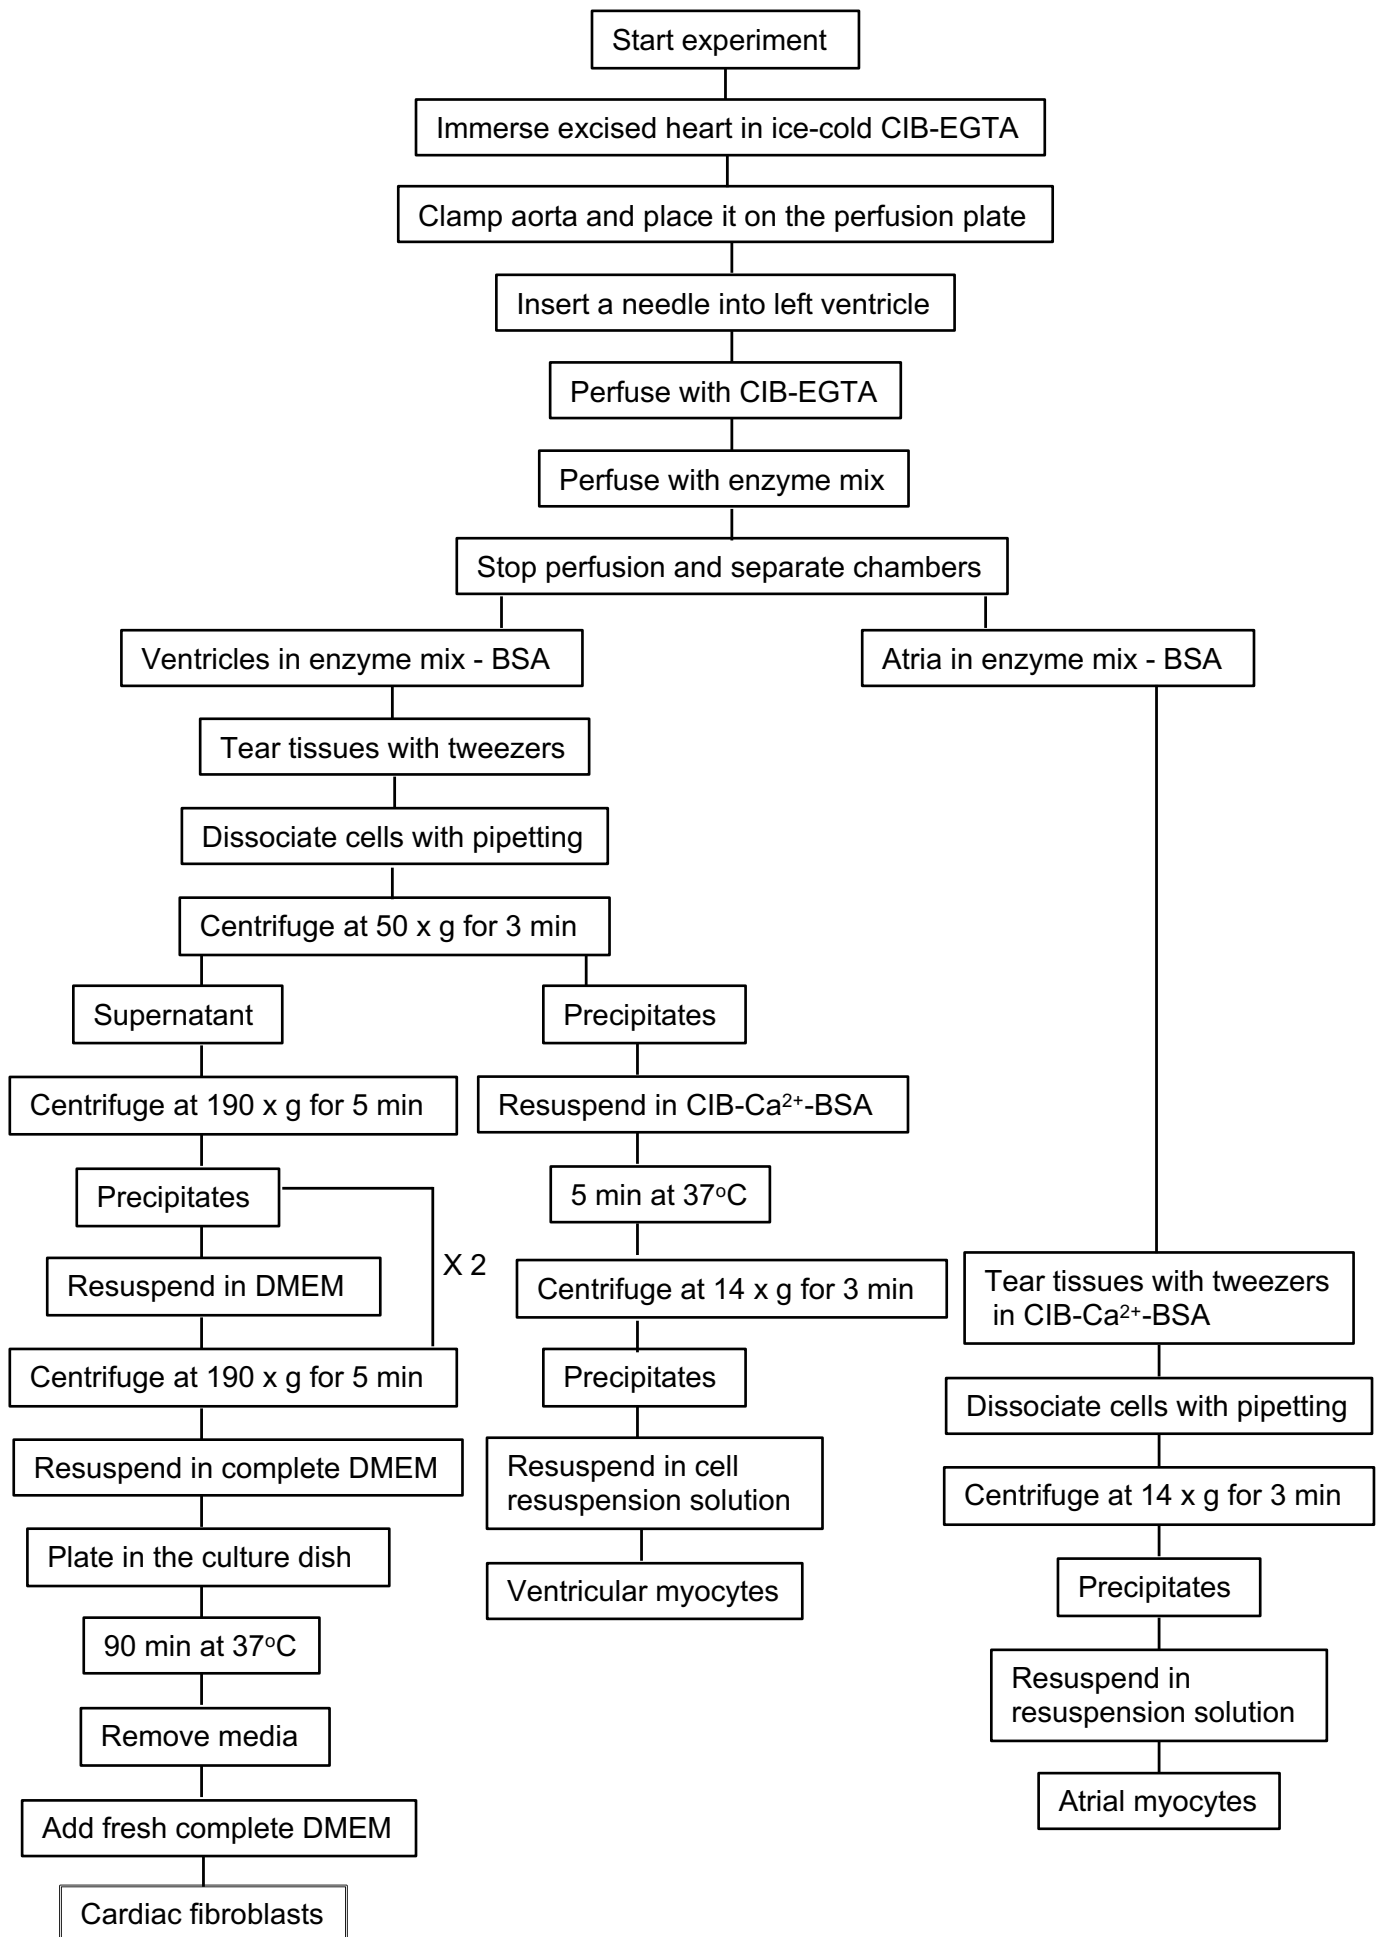 Start experiment
Immerse excised heart in ice-cold CIB-EGTA
Clamp aorta and place it on the perfusion plate
Insert a needle into left ventricle
Perfuse with CIB-EGTA
Perfuse with enzyme mix
Stop perfusion and separate chambers
Ventricles in enzyme mix - BSA
Tear tissues with tweezers
Dissociate cells with pipetting
Centrifuge at 50 x g for 3 min
Supernatant
Centrifuge at 190 x g for 5 min
Precipitates
X 2
Resuspend in DMEM
Centrifuge at 190 x g for 5 min
Resuspend in complete DMEM
Plate in the culture dish
90 min at 37ºC
Remove media
Add fresh complete DMEM
Cardiac fibroblasts
Precipitates
Resuspend in CIB-Ca²⁺-BSA
5 min at 37ºC
Centrifuge at 14 x g for 3 min
Precipitates
Resuspend in cell
resuspension solution
Ventricular myocytes
Atria in enzyme mix - BSA
Tear tissues with tweezers
in CIB-Ca²⁺-BSA
Dissociate cells with pipetting
Centrifuge at 14 x g for 3 min
Precipitates
Resuspend in
resuspension solution
Atrial myocytes